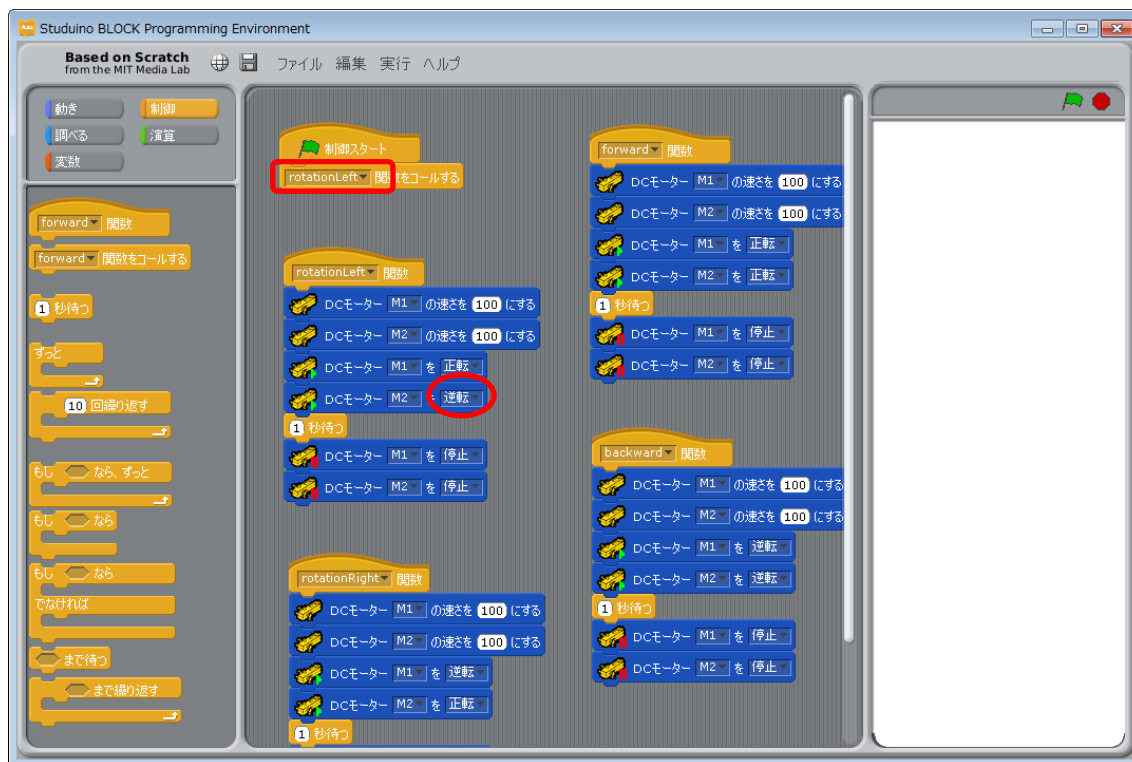 Studuino BLOCK Programming Environment
Based on Scratch
from the MIT Media Lab
ファイル 編集 実行 ヘルプ
動き 制御
調べる 演算
変数
forward 関数
forward 関数をコールする
1 秒待つ
ずっと
10 回繰り返す
もし なら、ずっと
もし なら
もし なら
でなければ
まで待つ
まで繰り返す
制御スタート
rotationLeft 関数をコールする
rotationLeft 関数
DCモーター M1 の速さを 100 にする
DCモーター M2 の速さを 100 にする
DCモーター M1 を 正転
DCモーター M2 を 逆転
1 秒待つ
DCモーター M1 を 停止
DCモーター M2 を 停止
rotationRight 関数
DCモーター M1 の速さを 100 にする
DCモーター M2 の速さを 100 にする
DCモーター M1 を 逆転
DCモーター M2 を 正転
1 秒待つ
forward 関数
DCモーター M1 の速さを 100 にする
DCモーター M2 の速さを 100 にする
DCモーター M1 を 正転
DCモーター M2 を 正転
1 秒待つ
DCモーター M1 を 停止
DCモーター M2 を 停止
backward 関数
DCモーター M1 の速さを 100 にする
DCモーター M2 の速さを 100 にする
DCモーター M1 を 逆転
DCモーター M2 を 逆転
1 秒待つ
DCモーター M1 を 停止
DCモーター M2 を 停止